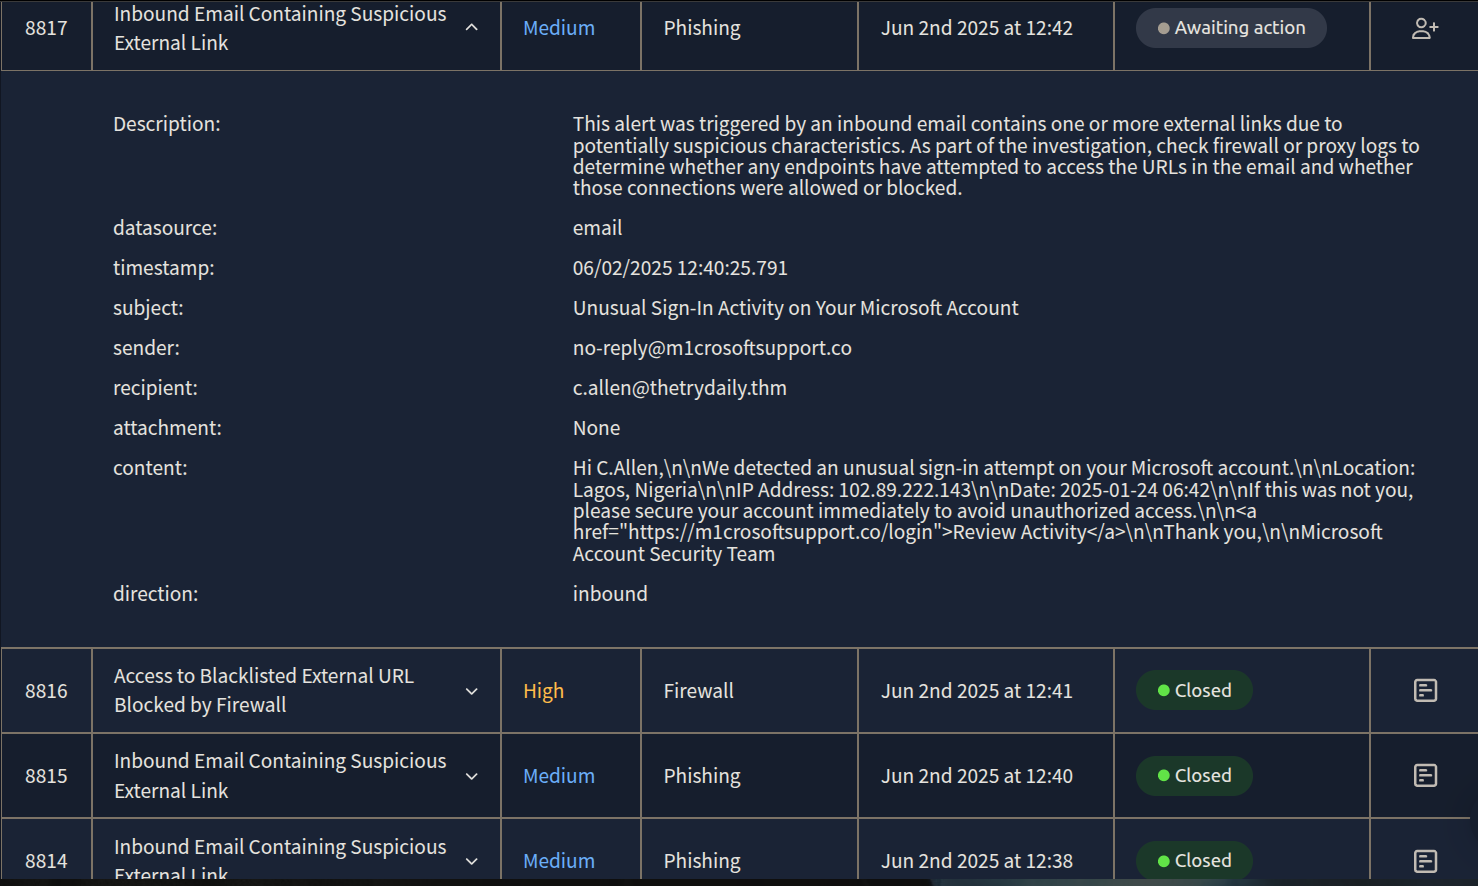 8817
Inbound Email Containing Suspicious
External Link
Medium
Phishing
Jun 2nd 2025 at 12:42
Awaiting action
Description:
This alert was triggered by an inbound email contains one or more external links due to
potentially suspicious characteristics. As part of the investigation, check firewall or proxy logs to
determine whether any endpoints have attempted to access the URLs in the email and whether
those connections were allowed or blocked.
datasource:
email
timestamp:
06/02/2025 12:40:25.791
subject:
Unusual Sign-In Activity on Your Microsoft Account
sender:
no-reply@m1crosoftsupport.co
recipient:
c.allen@thetrydaily.thm
attachment:
None
content:
Hi C.Allen,\n\nWe detected an unusual sign-in attempt on your Microsoft account.\n\nLocation:
Lagos, Nigeria\n\nIP Address: 102.89.222.143\n\nDate: 2025-01-24 06:42\n\nIf this was not you,
please secure your account immediately to avoid unauthorized access.\n\n<a
href="https://m1crosoftsupport.co/login">Review Activity</a>\n\nThank you,\n\nMicrosoft
Account Security Team
direction:
inbound
8816
Access to Blacklisted External URL
Blocked by Firewall
High
Firewall
Jun 2nd 2025 at 12:41
Closed
8815
Inbound Email Containing Suspicious
External Link
Medium
Phishing
Jun 2nd 2025 at 12:40
Closed
8814
Inbound Email Containing Suspicious
External Link
Medium
Phishing
Jun 2nd 2025 at 12:38
Closed